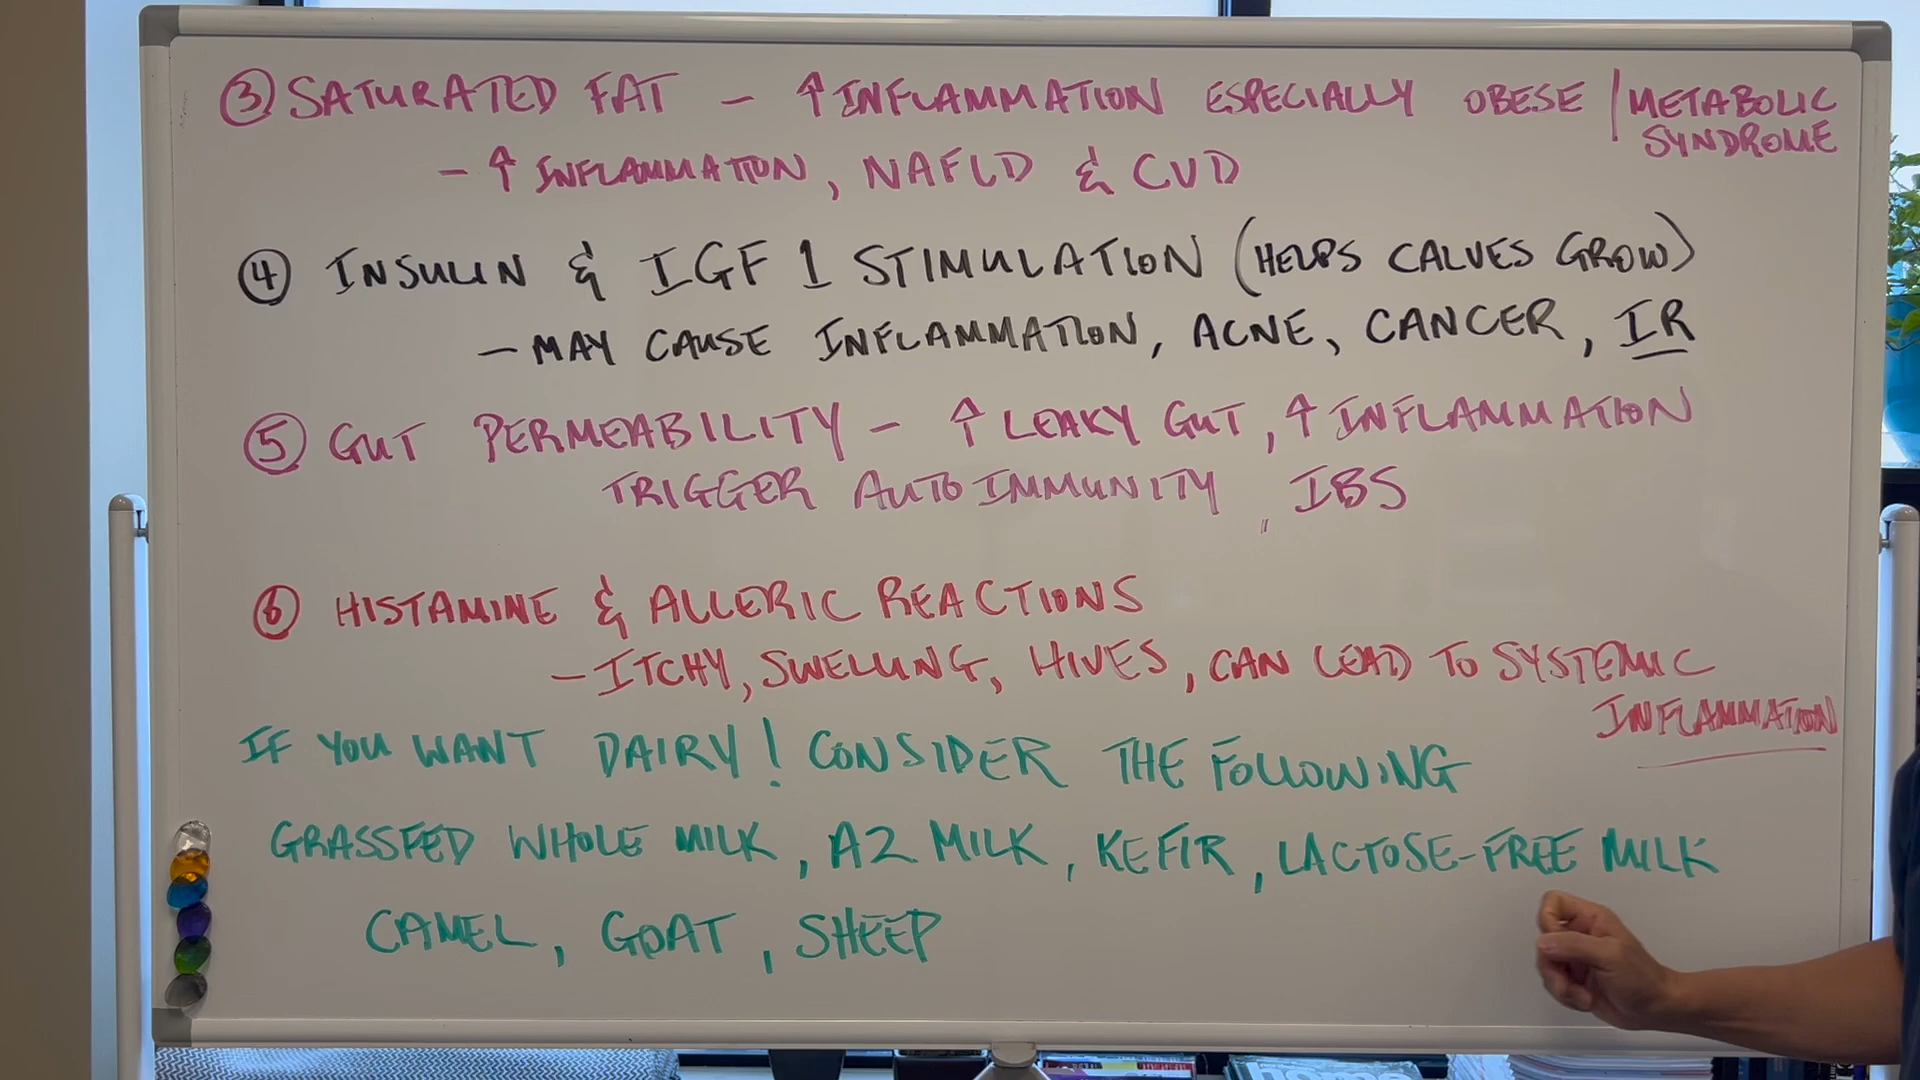 ③ SATURATED FAT - ↑ INFLAMMATION ESPECIALLY OBESE | METABOLIC SYNDROME
- ↑ INFLAMMATION, NAFLD & CVD
④ INSULIN & IGF 1 STIMULATION (HELPS CALVES GROW)
- MAY CAUSE INFLAMMATION, ACNE, CANCER, IR
⑤ GUT PERMEABILITY - ↑ LEAKY GUT, ↑ INFLAMMATION
TRIGGER AUTOIMMUNITY, IBS
⑥ HISTAMINE & ALLERIC REACTIONS
- ITCHY, SWELLING, HIVES, CAN LEAD TO SYSTEMIC
INFLAMMATION
IF YOU WANT DAIRY! CONSIDER THE FOLLOWING
GRASSFED WHOLE MILK, A2 MILK, KEFIR, LACTOSE-FREE MILK
CAMEL, GOAT, SHEEP